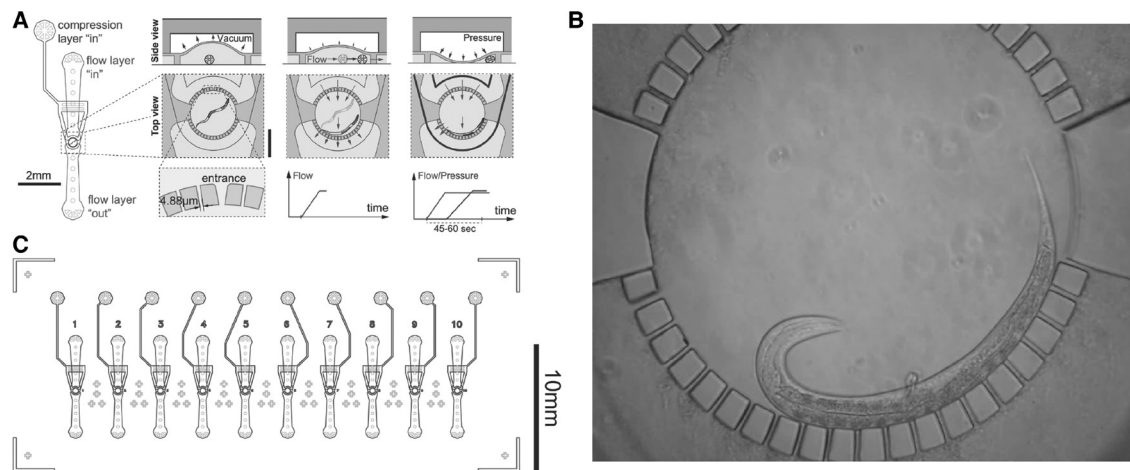 A
compression
layer "in"
flow layer
"in"
2mm
flow layer
"out"
Side view
Top view
Vacuum
Flow
Pressure
entrance
4.88μm
Flow
time
Flow/Pressure
time
45-60 sec
B
C
1 2 3 4 5 6 7 8 9 10
10mm